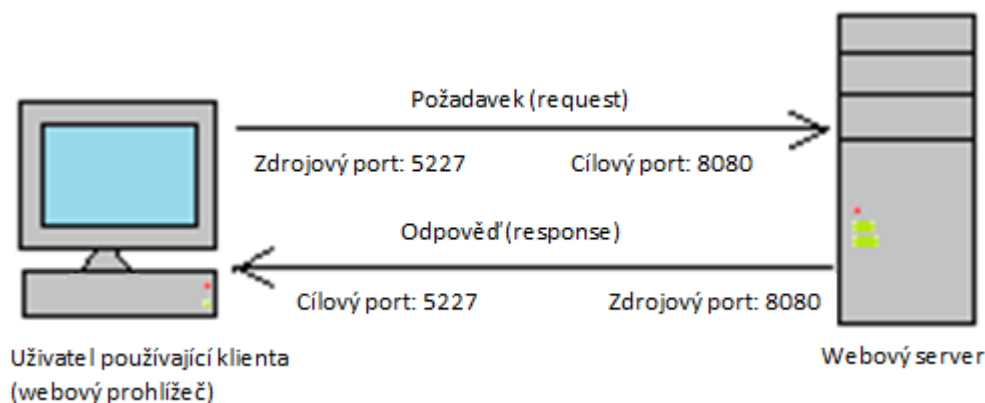 Požadavek (request)
Zdrojový port: 5227
Cílový port: 8080
Odpověď (response)
Cílový port: 5227
Zdrojový port: 8080
Uživatel používající klienta
(webový prohlížeč)
Webový server